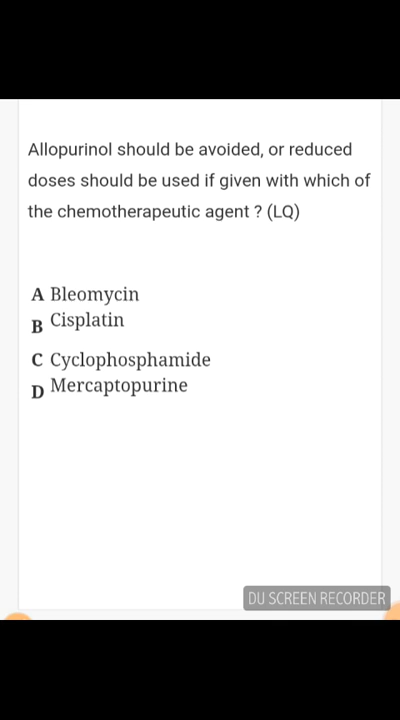 Allopurinol should be avoided, or reduced
doses should be used if given with which of
the chemotherapeutic agent ? (LQ)
A Bleomycin
B Cisplatin
C Cyclophosphamide
D Mercaptopurine
DU SCREEN RECORDER